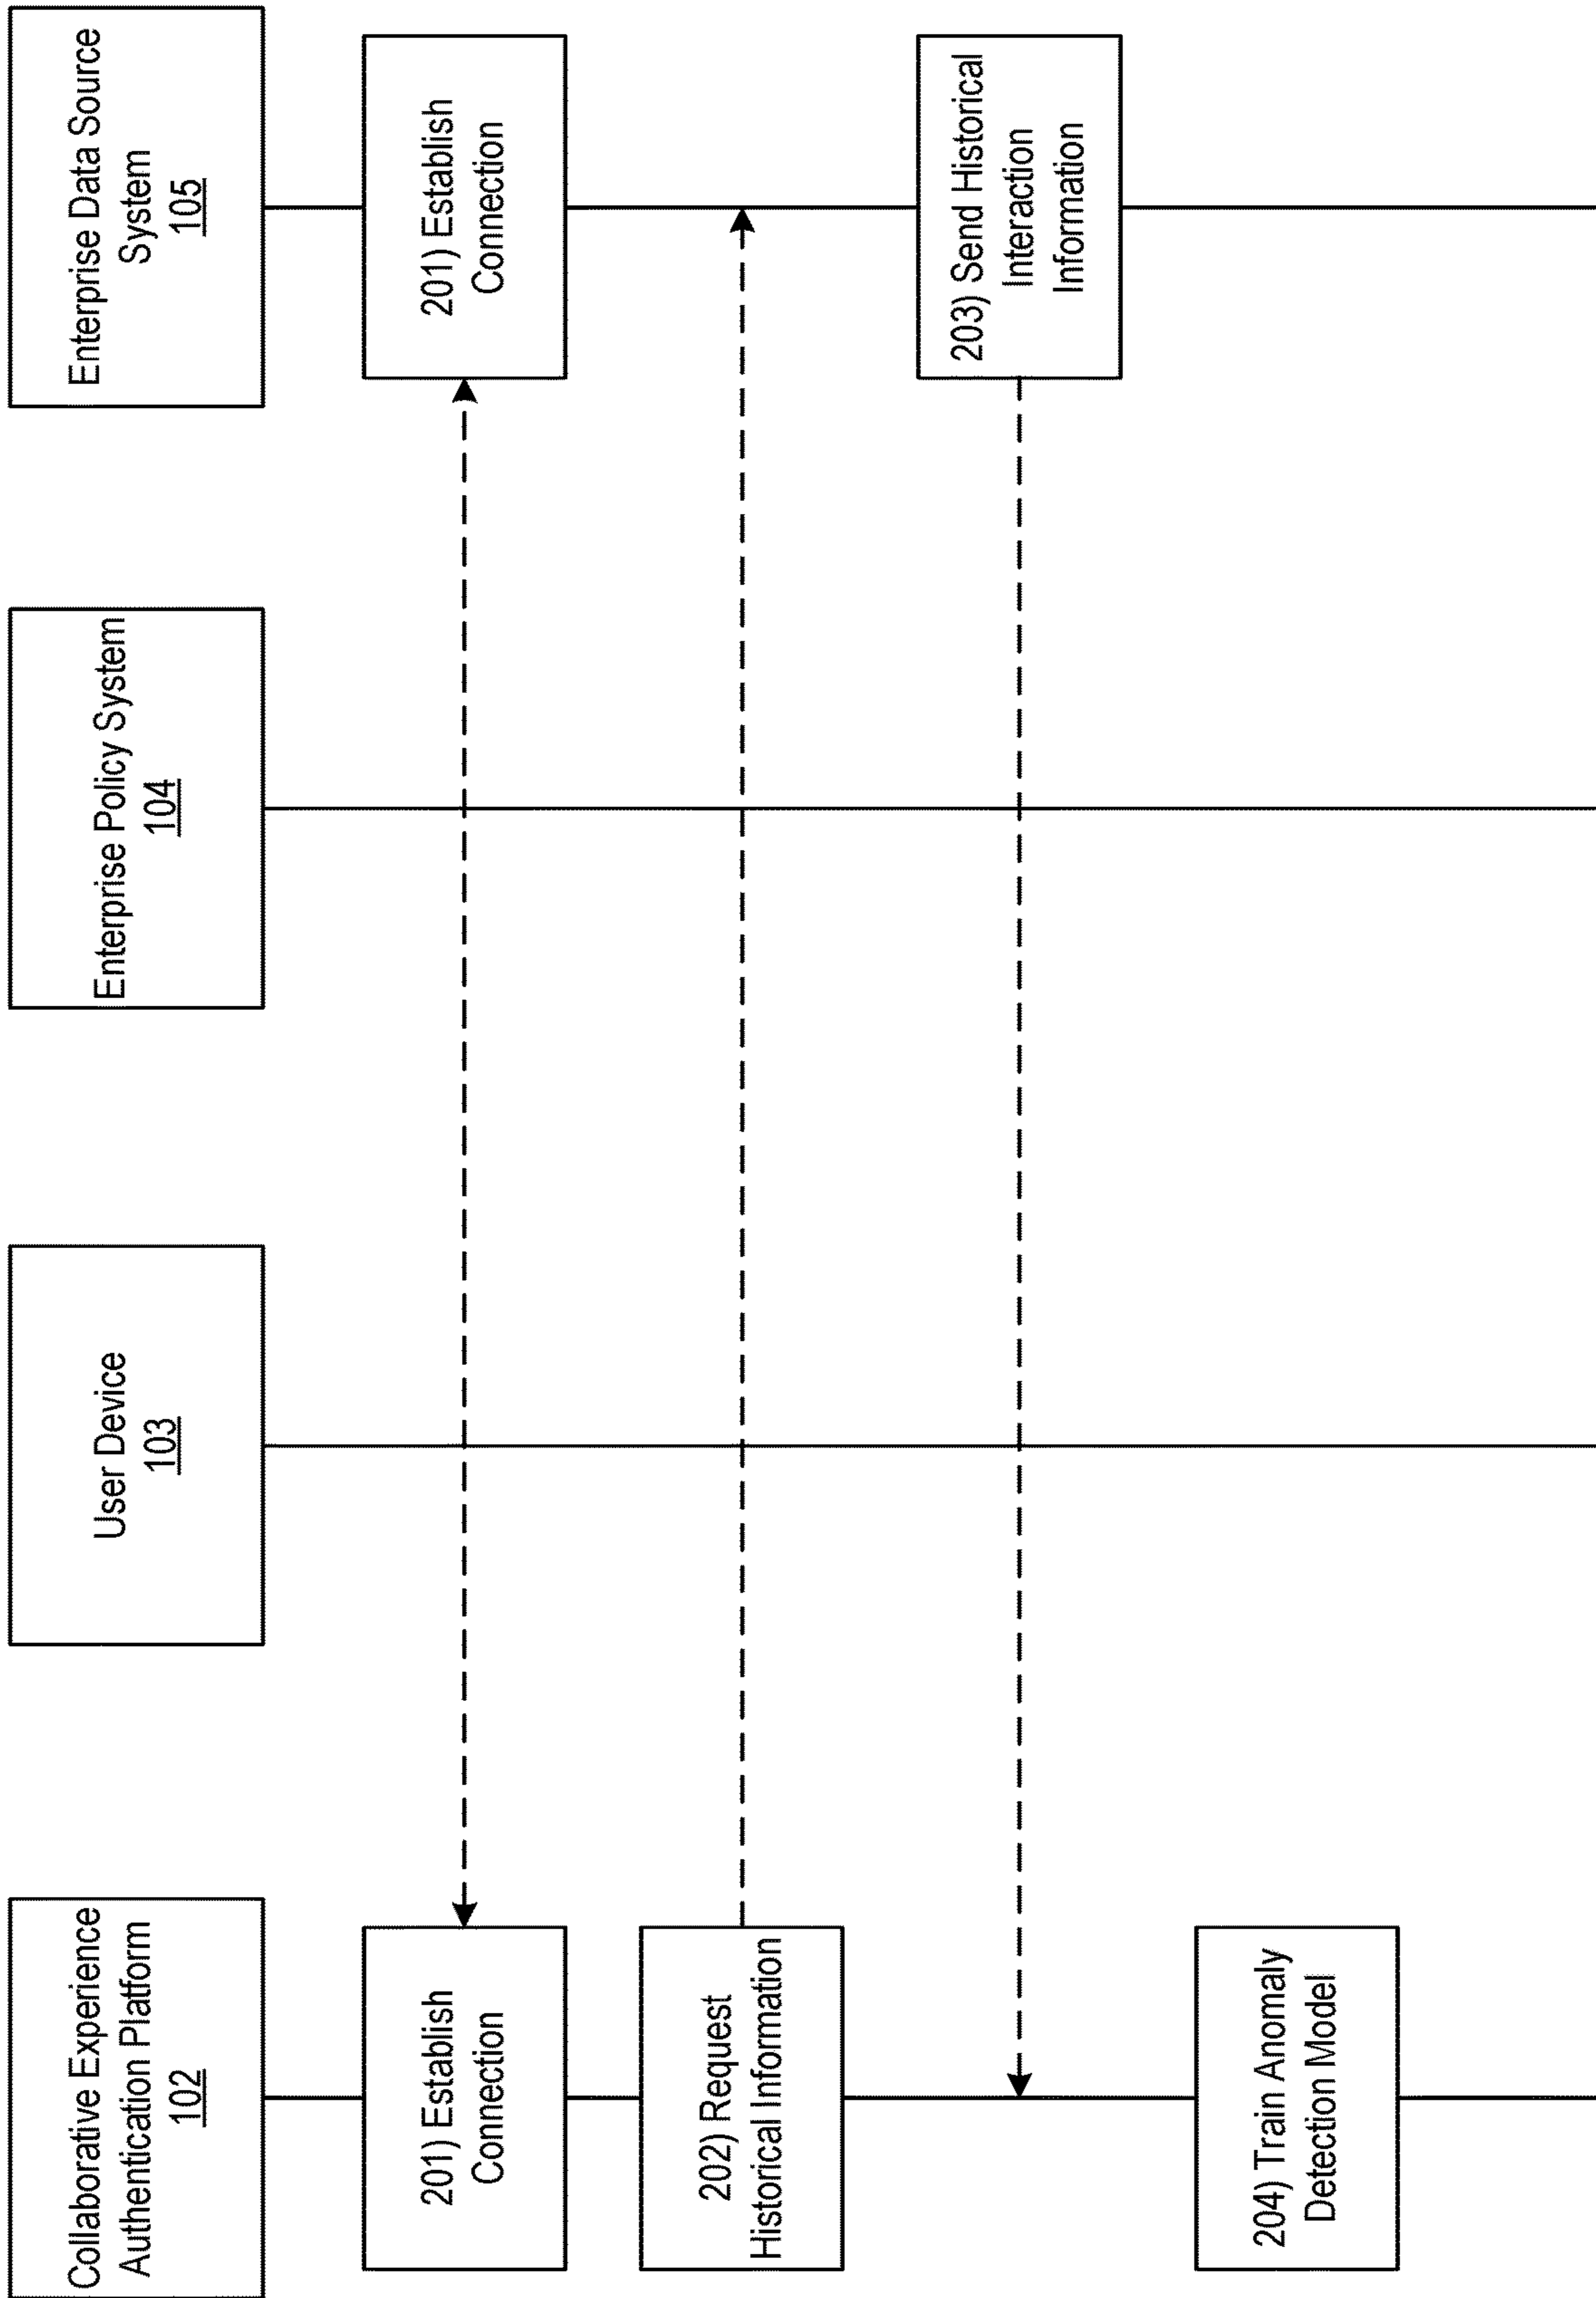 Collaborative Experience
Authentication Platform
102
User Device
103
Enterprise Policy System
104
Enterprise Data Source
System
105
201) Establish
Connection
201) Establish
Connection
202) Request
Historical Information
203) Send Historical
Interaction
Information
204) Train Anomaly
Detection Model